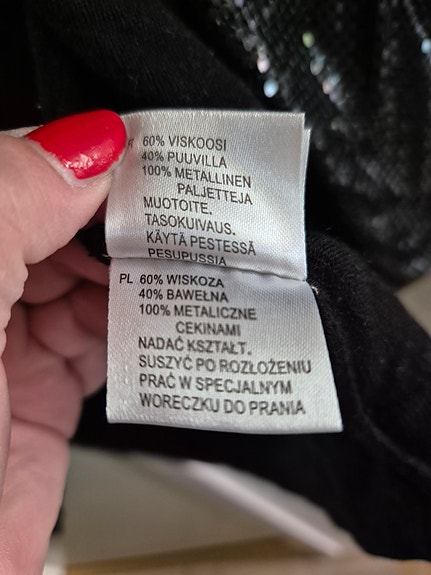 60% VISKOOSI
40% PUUVILLA
100% METALLINEN
PALJETTEJA
MUOTOITE.
TASOKUIVAUS.
KÄYTÄ PESTESSÄ
PESUPUSSIA
PL 60% WISKOZA
40% BAWEŁNA
100% METALICZNE
CEKINAMI
NADAĆ KSZTAŁT.
SUSZYĆ PO ROZŁOŻENIU
PRAĆ W SPECJALNYM
WORECZKU DO PRANIA